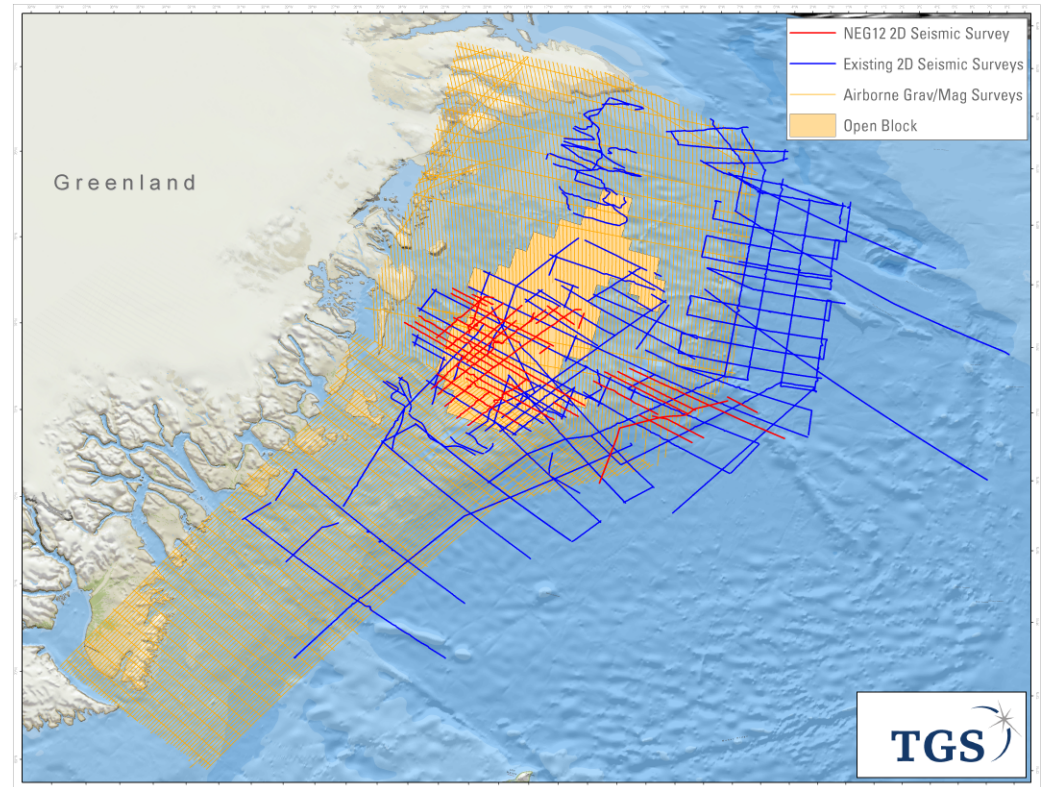 NEG12 2D Seismic Survey
Existing 2D Seismic Surveys
Airborne Grav/Mag Surveys
Open Block
Greenland
TGS